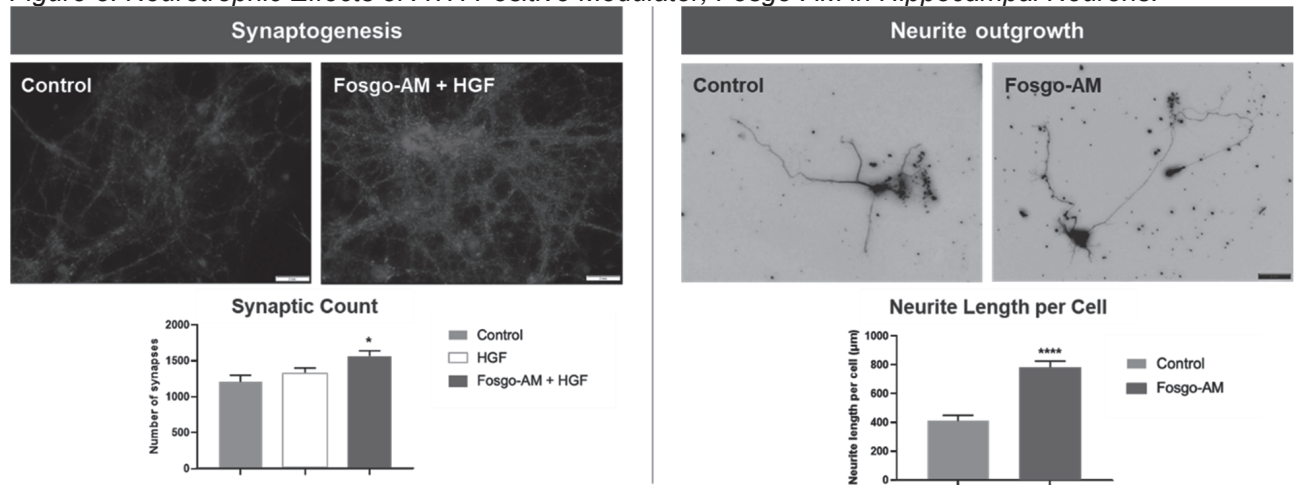 Synaptogenesis
Control
Fosgo-AM + HGF
Synaptic Count
Number of synapses
2000
1500
1000
500
0
*
Control
HGF
Fosgo-AM + HGF
Neurite outgrowth
Control
Fosgo-AM
Neurite Length per Cell
Neurite length per cell (µm)
1000
800
600
400
200
0
****
Control
Fosgo-AM